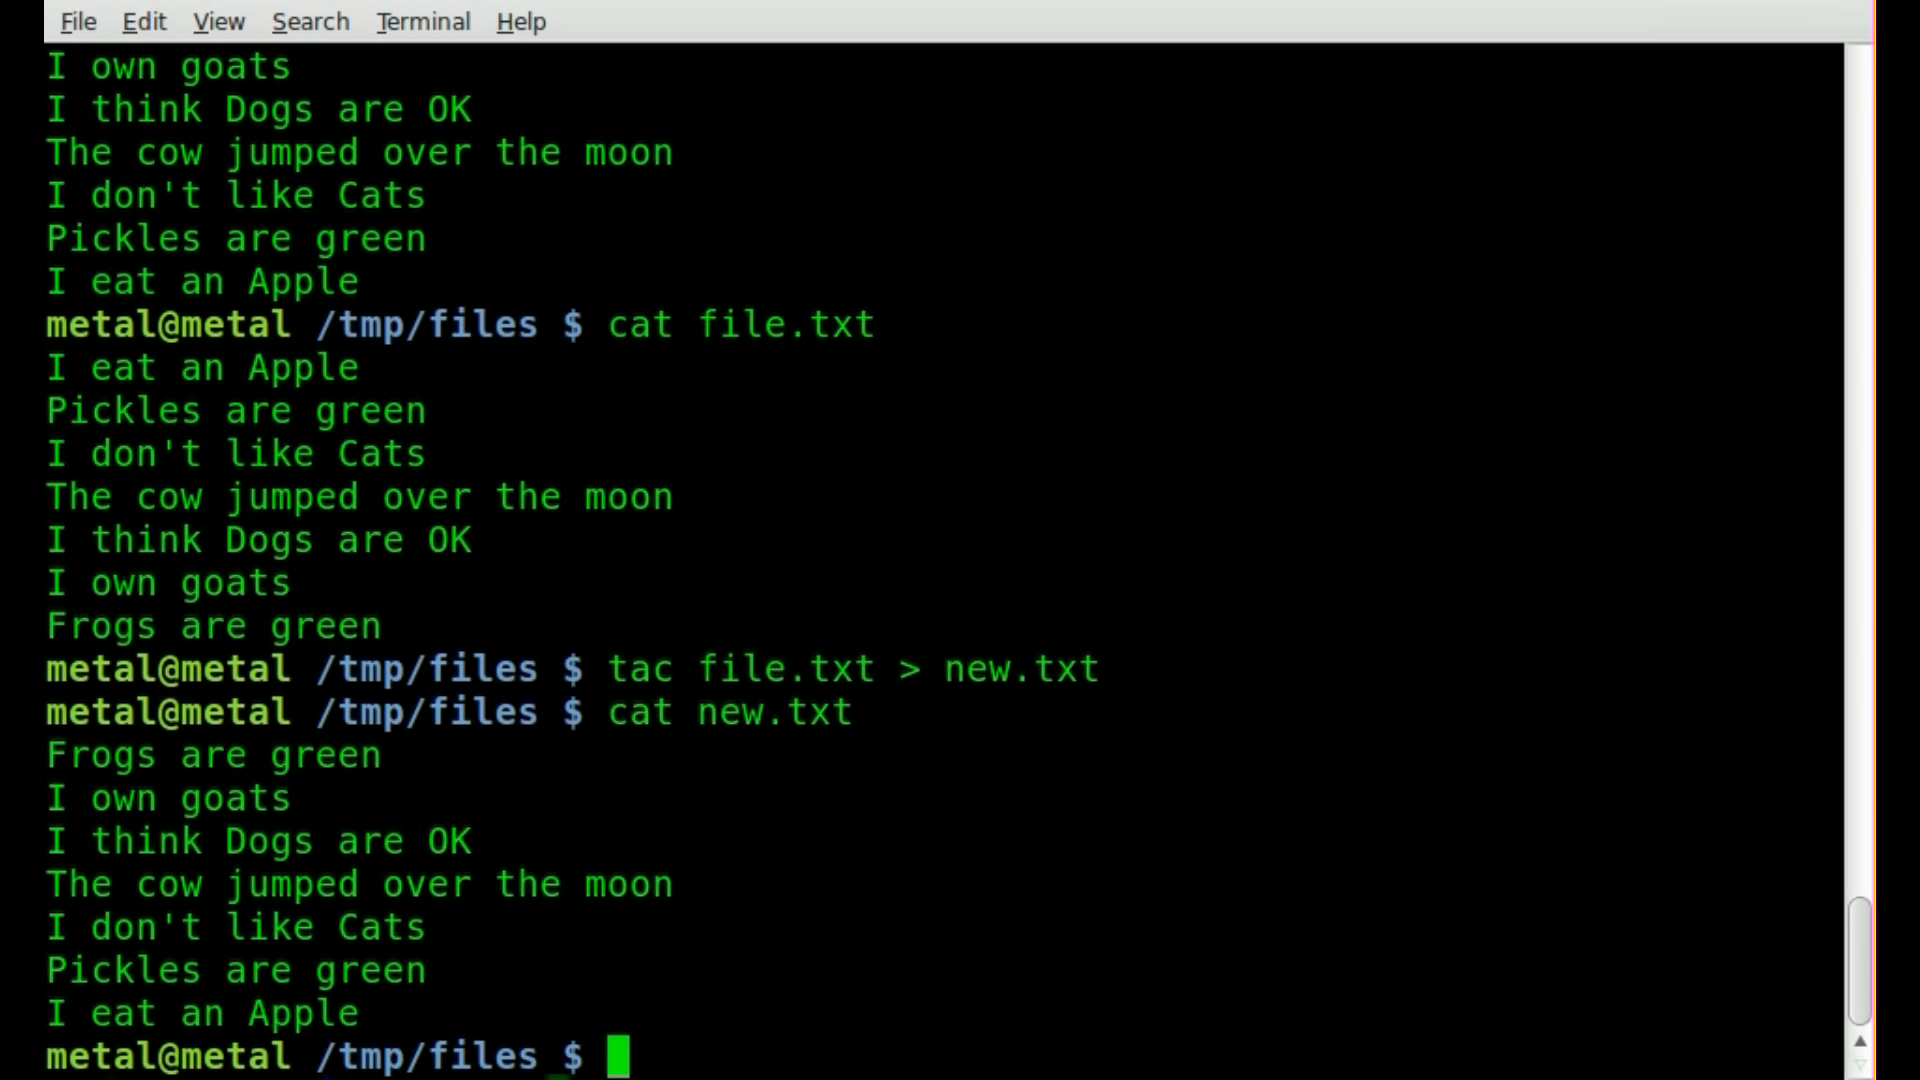 File Edit View Search Terminal Help
I own goats
I think Dogs are OK
The cow jumped over the moon
I don't like Cats
Pickles are green
I eat an Apple
metal@metal /tmp/files $ cat file.txt
I eat an Apple
Pickles are green
I don't like Cats
The cow jumped over the moon
I think Dogs are OK
I own goats
Frogs are green
metal@metal /tmp/files $ tac file.txt > new.txt
metal@metal /tmp/files $ cat new.txt
Frogs are green
I own goats
I think Dogs are OK
The cow jumped over the moon
I don't like Cats
Pickles are green
I eat an Apple
metal@metal /tmp/files $